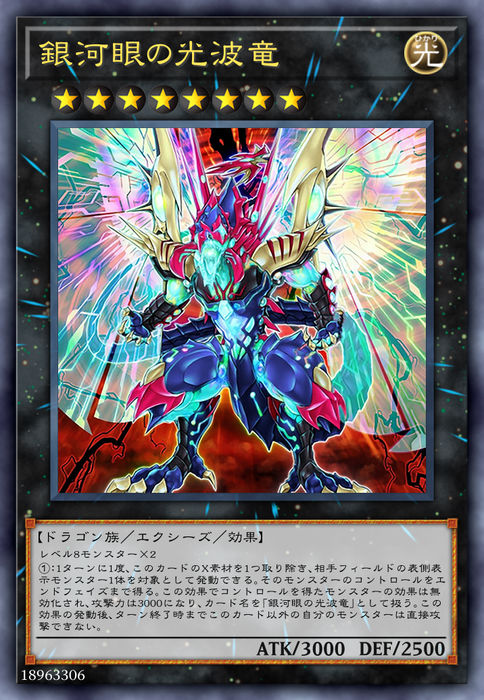 銀河眼の光波竜
ひかり
光
【ドラゴン族／エクシーズ／効果】
レベル8モンスター×2
①:1ターンに1度、このカードのX素材を1つ取り除き、相手フィールドの表側表
示モンスター1体を対象として発動できる。そのモンスターのコントロールをエ
ンドフェイズまで得る。この効果でコントロールを得たモンスターの効果は無
効化され、攻撃力は3000になり、カード名を「銀河眼の光波竜」として扱う。この
効果の発動後、ターン終了時までこのカード以外の自分のモンスターは直接攻
撃できない。
ATK/3000 DEF/2500
18963306